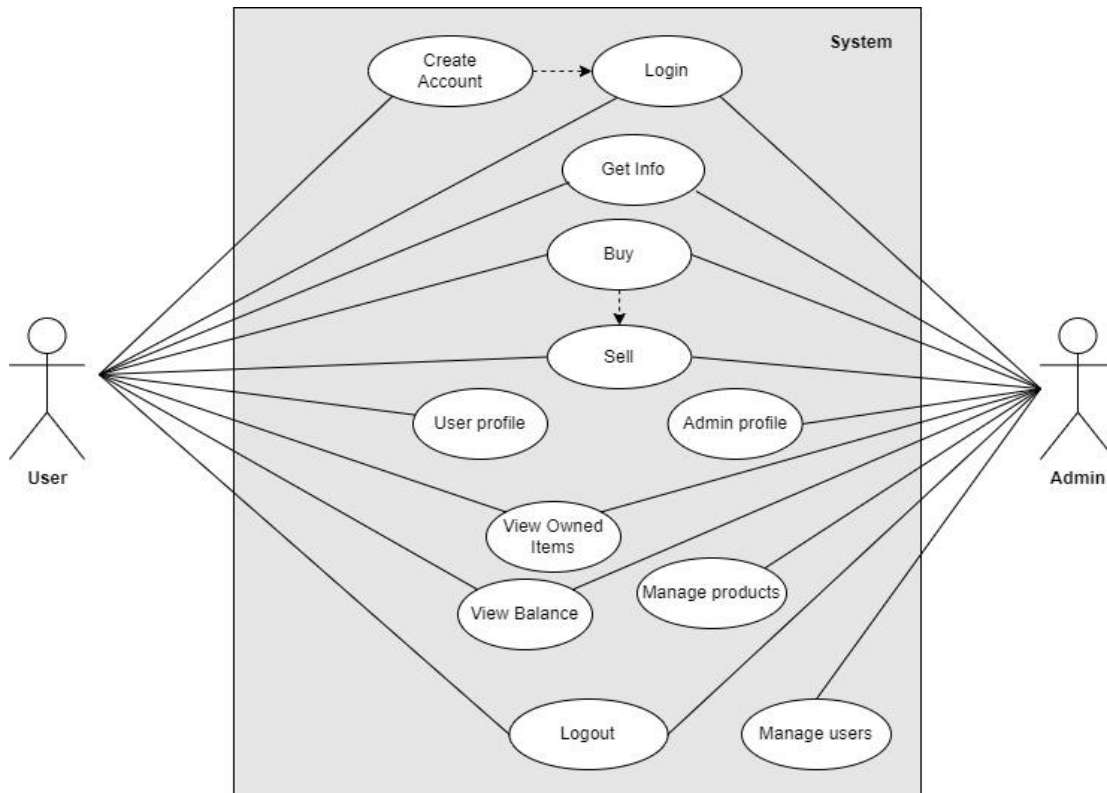 System
Create
Account
Login
Get Info
Buy
Sell
User profile
Admin profile
User
Admin
View Owned
Items
Manage products
View Balance
Logout
Manage users